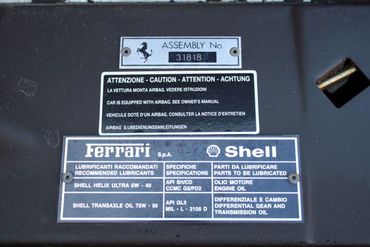 ASSEMBLY No
31818
ATTENZIONE - CAUTION - ATTENTION - ACHTUNG
LA VETTURA MONTA AIRBAG. VEDERE ISTRUZIONI
CAR IS EQUIPPED WITH AIRBAG, SEE OWNER'S MANUAL
VEHICULE DOTE D'UN AIRBAG, CONSULTER LA NOTICE D'ENTRETIEN
AIRBAG S.UBEDIENUNGSANLEITUNGEN
Ferrari S.p.A. Shell
LUBRIFICANTI RACCOMANDATI SPECIFICHE PARTI DA LUBRIFICARE
RECOMMENDED LUBRICANTS SPECIFICATIONS PARTS TO BE LUBRICATED
SHELL HELIX ULTRA 5W - 40 API SH/CD OLIO MOTORE
CCMC G5/PD2 ENGINE OIL
SHELL TRANSAXLE OIL 75W - 90 API GL5 DIFFERENZIALE E CAMBIO
MIL - L - 2105 D DIFFERENTIAL GEAR AND
TRANSMISSION OIL